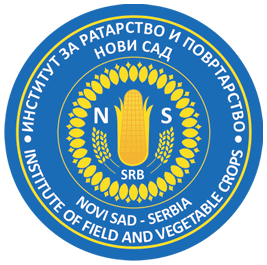 • ИНСТИТУТ ЗА РАТАРСТВО И ПОВРТАРСТВО •
НОВИ САД
N S
SRB
NOVI SAD - SERBIA
INSTITUTE OF FIELD AND VEGETABLE CROPS